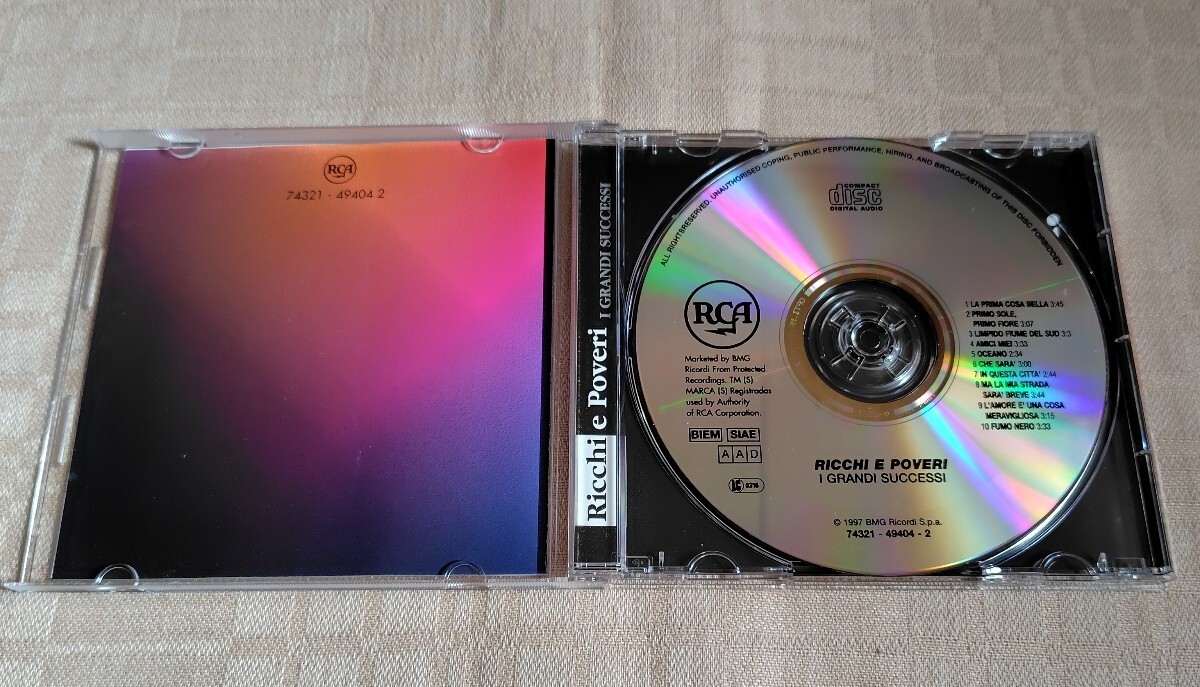 RCA
74321 - 49404 2
Ricchi e Poveri I GRANDI SUCCESSI
ALL RIGHTS RESERVED. UNAUTHORISED COPING, PUBLIC PERFORMANCE, HIRING, AND BROADCASTING OF THIS DISC FORBIDDEN
COMPACT
disc
DIGITAL AUDIO
RCA
Marketed by BMG
Ricordi From Protected
Recordings. TM (S)
MARCA (S) Registradas
used by Authority
of RCA Corporation.
BIEM SIAE
A A D
LC 0316
1 LA PRIMA COSA BELLA 3:45
2 PRIMO SOLE,
PRIMO FIORE 3:07
3 LIMPIDO FIUME DEL SUD 3:3
4 AMICI MIEI 3:33
5 OCEANO 2:34
6 CHE SARA' 3:00
7 IN QUESTA CITTA' 2:44
8 MA LA MIA STRADA
SARA' BREVE 3:44
9 L'AMORE E' UNA COSA
MERAVIGLIOSA 3:15
10 FUMO NERO 3:33
RICCHI E POVERI
I GRANDI SUCCESSI
© 1997 BMG Ricordi S.p.a.
74321 - 49404 - 2